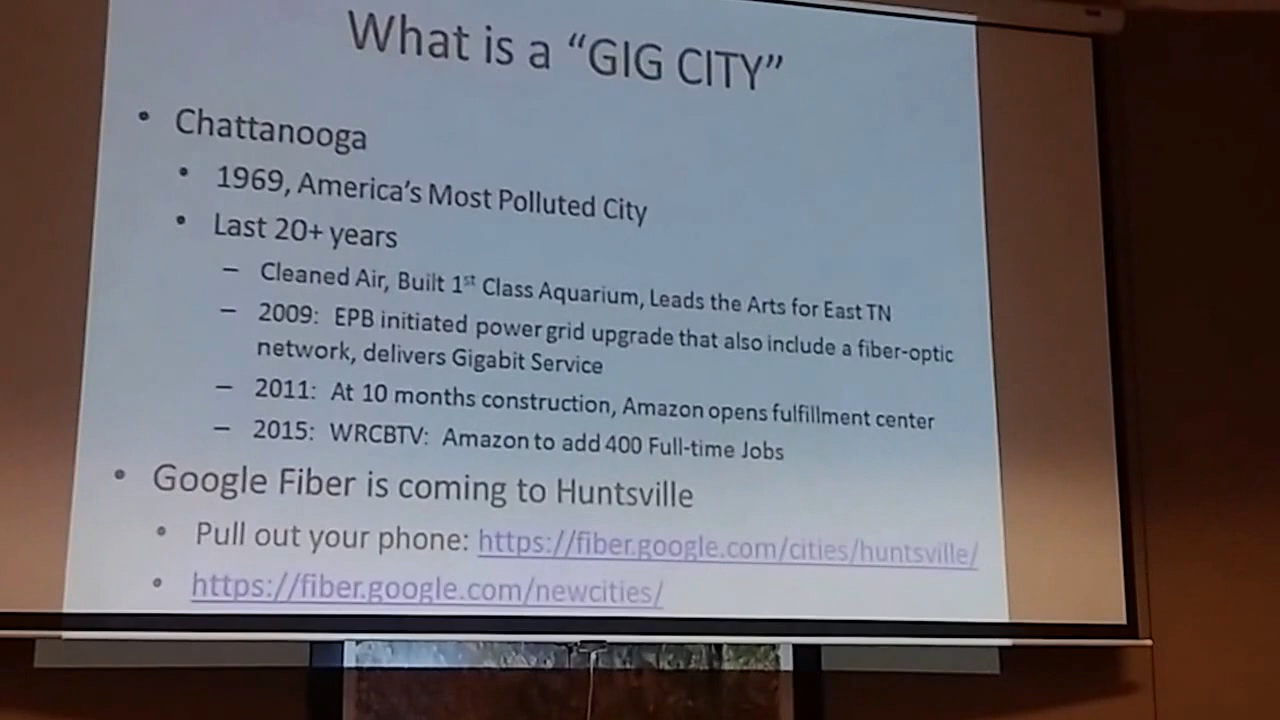 What is a “GIG CITY”
• Chattanooga
• 1969, America’s Most Polluted City
• Last 20+ years
– Cleaned Air, Built 1st Class Aquarium, Leads the Arts for East TN
– 2009: EPB initiated power grid upgrade that also include a fiber-optic
network, delivers Gigabit Service
– 2011: At 10 months construction, Amazon opens fulfillment center
– 2015: WRCBTV: Amazon to add 400 Full-time Jobs
• Google Fiber is coming to Huntsville
• Pull out your phone: https://fiber.google.com/cities/huntsville/
• https://fiber.google.com/newcities/